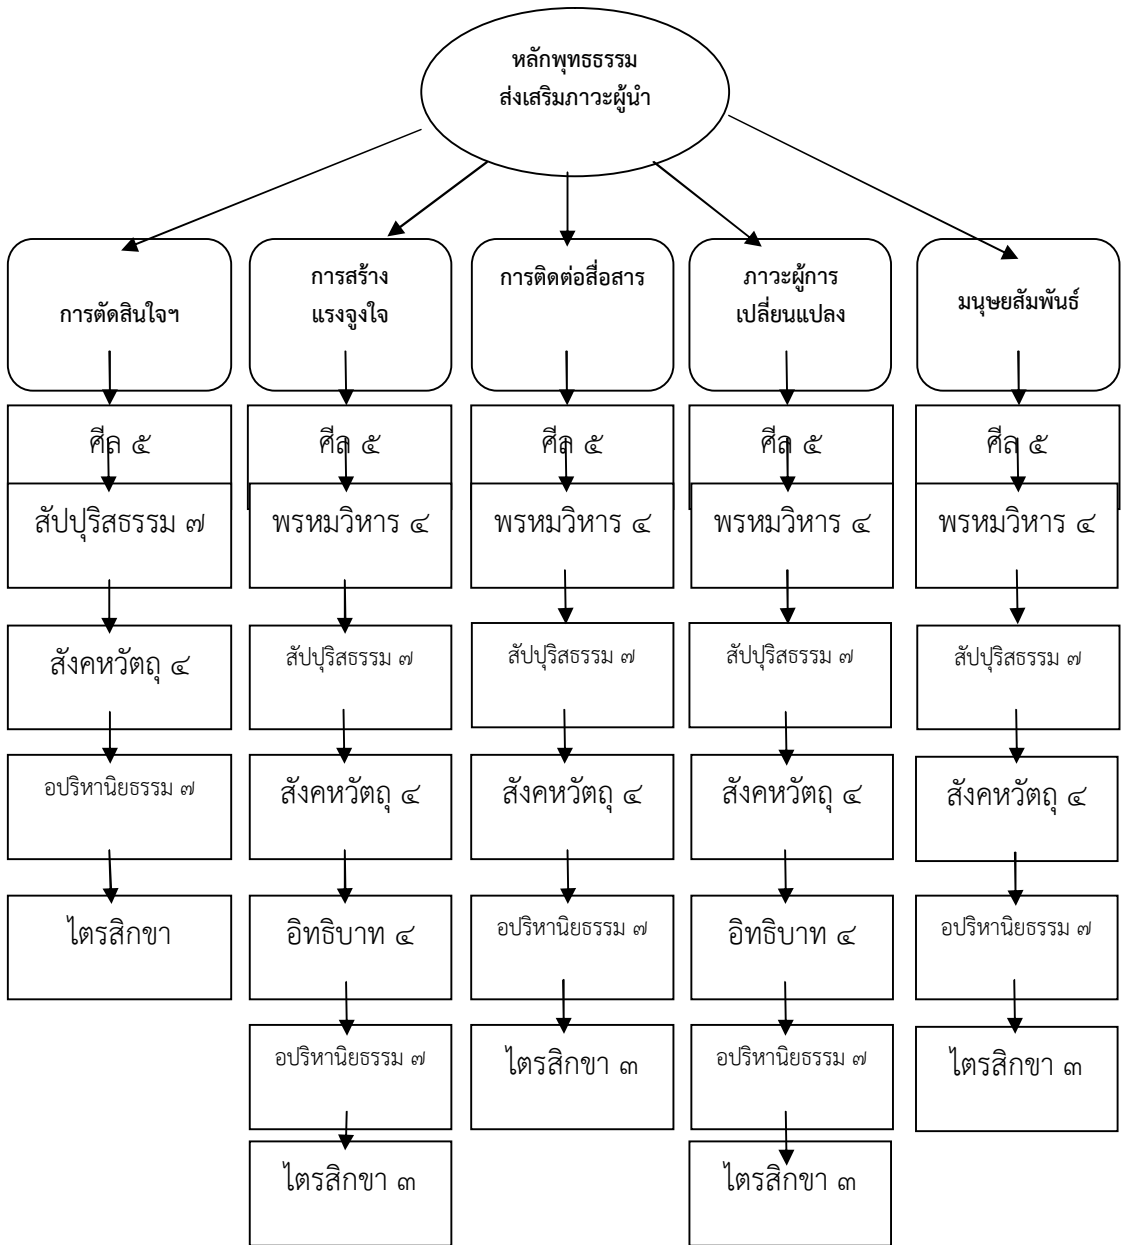 หลักพุทธธรรม
ส่งเสริมภาวะผู้นำ
การตัดสินใจฯ
การสร้าง
แรงจูงใจ
การติดต่อสื่อสาร
ภาวะผู้การ
เปลี่ยนแปลง
มนุษยสัมพันธ์
ศีล ๕
ศีล ๕
ศีล ๕
ศีล ๕
ศีล ๕
สัปปุริสธรรม ๗
พรหมวิหาร ๔
พรหมวิหาร ๔
พรหมวิหาร ๔
พรหมวิหาร ๔
สังคหวัตถุ ๔
สัปปุริสธรรม ๗
สัปปุริสธรรม ๗
สัปปุริสธรรม ๗
สัปปุริสธรรม ๗
อปริหานิยธรรม ๗
สังคหวัตถุ ๔
สังคหวัตถุ ๔
สังคหวัตถุ ๔
สังคหวัตถุ ๔
ไตรสิกขา
อิทธิบาท ๔
อปริหานิยธรรม ๗
อิทธิบาท ๔
อปริหานิยธรรม ๗
อปริหานิยธรรม ๗
ไตรสิกขา ๓
อปริหานิยธรรม ๗
ไตรสิกขา ๓
ไตรสิกขา ๓
ไตรสิกขา ๓